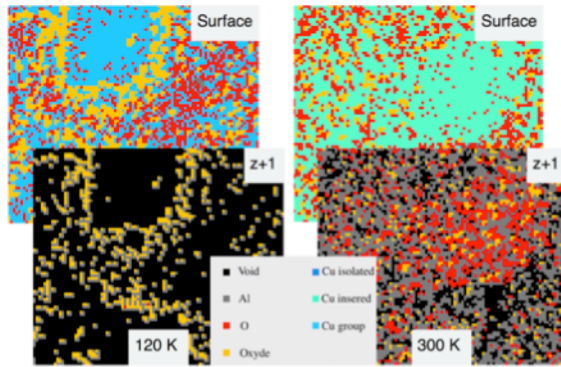 Surface
Surface
z+1
z+1
Void
Al
O
Oxyde
Cu isolated
Cu insered
Cu group
120 K
300 K